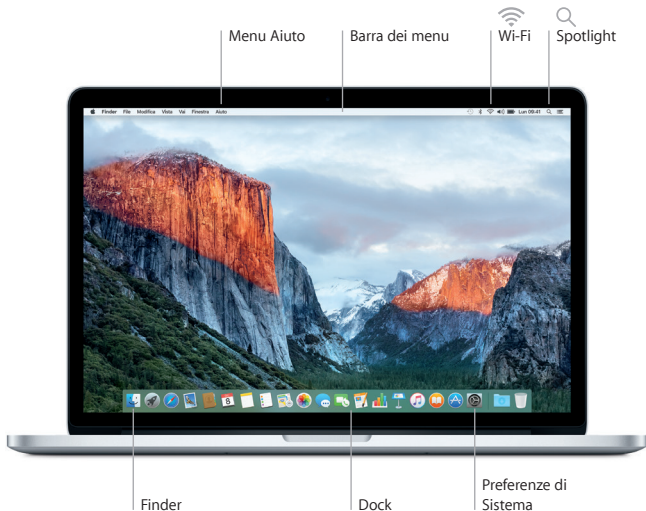 Menu Aiuto
Barra dei menu
Wi-Fi
Spotlight
Finder File Modifica Vista Vai Finestra Aiuto
Lun 09:41
8
Finder
Dock
Preferenze di
Sistema